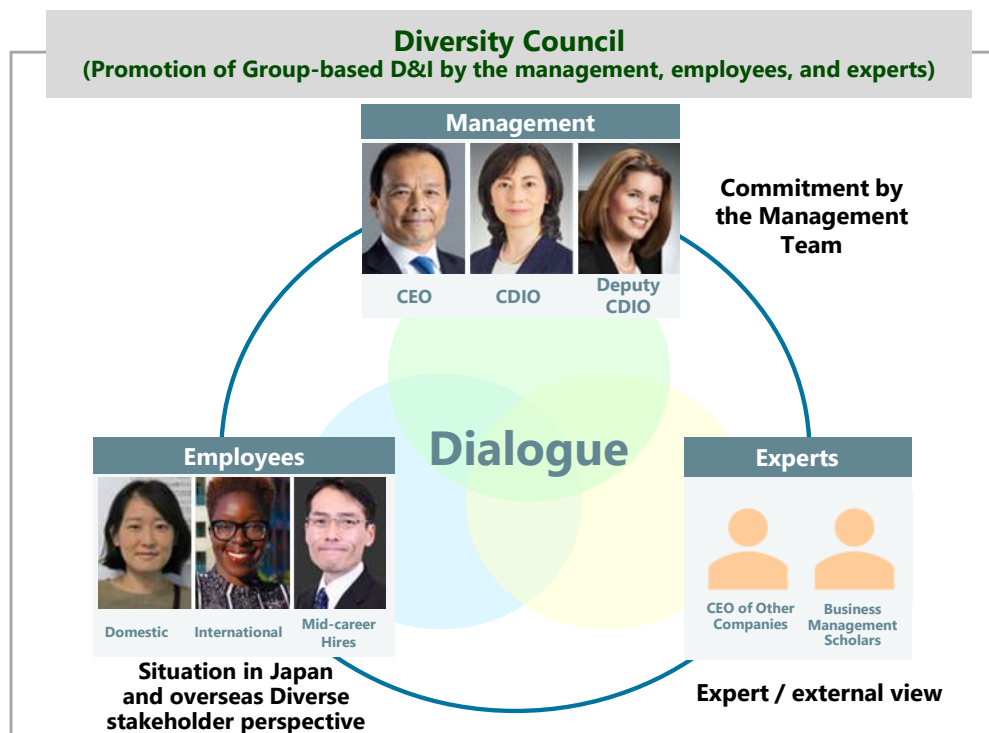 Diversity Council
(Promotion of Group-based D&I by the management, employees, and experts)
Management
CEO
CDIO
Deputy
CDIO
Commitment by
the Management
Team
Dialogue
Employees
Domestic
International
Mid-career
Hires
Situation in Japan
and overseas Diverse
stakeholder perspective
Experts
CEO of Other
Companies
Business
Management
Scholars
Expert / external view